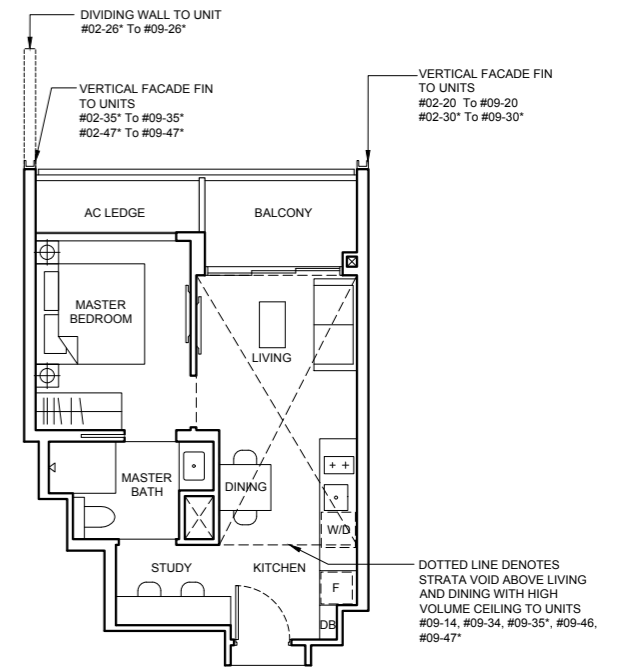 DIVIDING WALL TO UNIT
#02-26* To #09-26*
VERTICAL FACADE FIN
TO UNITS
#02-35* To #09-35*
#02-47* To #09-47*
VERTICAL FACADE FIN
TO UNITS
#02-20 To #09-20
#02-30* To #09-30*
AC LEDGE
BALCONY
MASTER
BEDROOM
LIVING
MASTER
BATH
DINING
W/D
STUDY
KITCHEN
F
DB
DOTTED LINE DENOTES
STRATA VOID ABOVE LIVING
AND DINING WITH HIGH
VOLUME CEILING TO UNITS
#09-14, #09-34, #09-35*, #09-46,
#09-47*